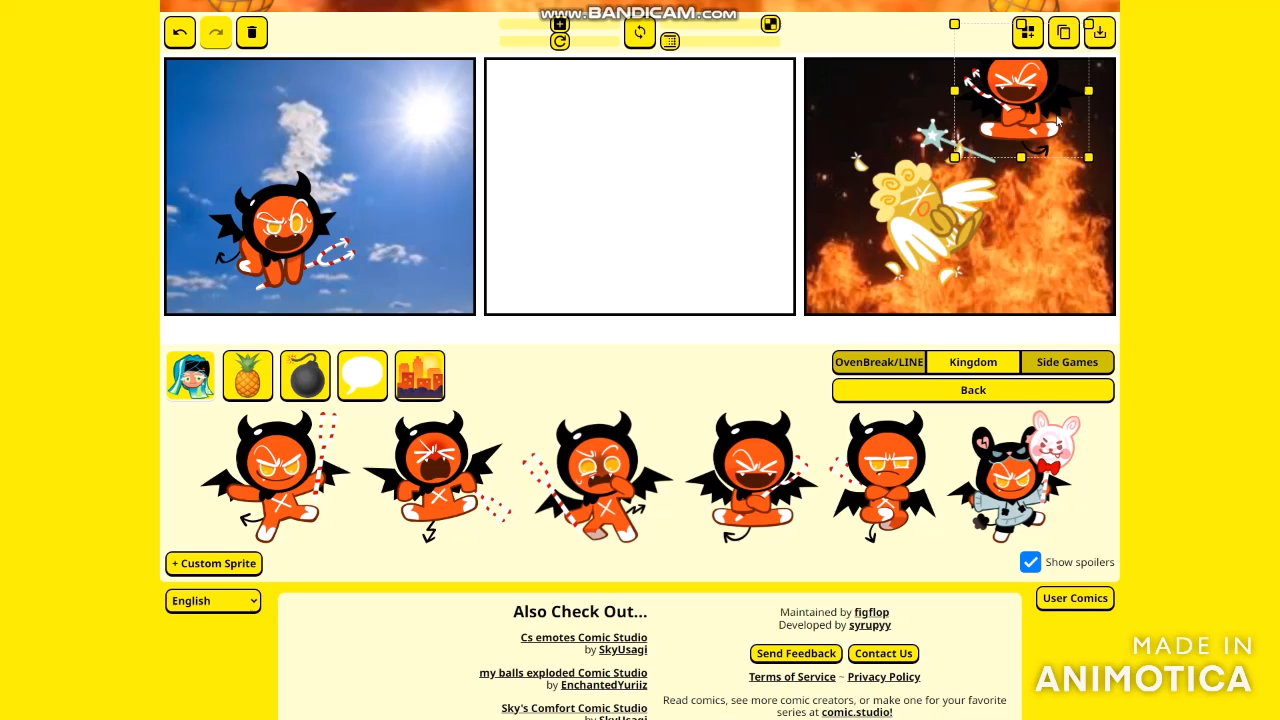 www.BANDICAM.com
OvenBreak/LINE
Kingdom
Side Games
Back
+ Custom Sprite
Show spoilers
English
User Comics
Also Check Out...
Cs emotes Comic Studio
by SkyUsagi
my balls exploded Comic Studio
by EnchantedYuriiz
Sky's Comfort Comic Studio
by SkyUsagi
Maintained by figflop
Developed by syrupyy
Send Feedback
Contact Us
Terms of Service ~ Privacy Policy
Read comics, see more comic creators, or make one for your favorite
series at comic.studio!
MADE IN
ANIMOTICA